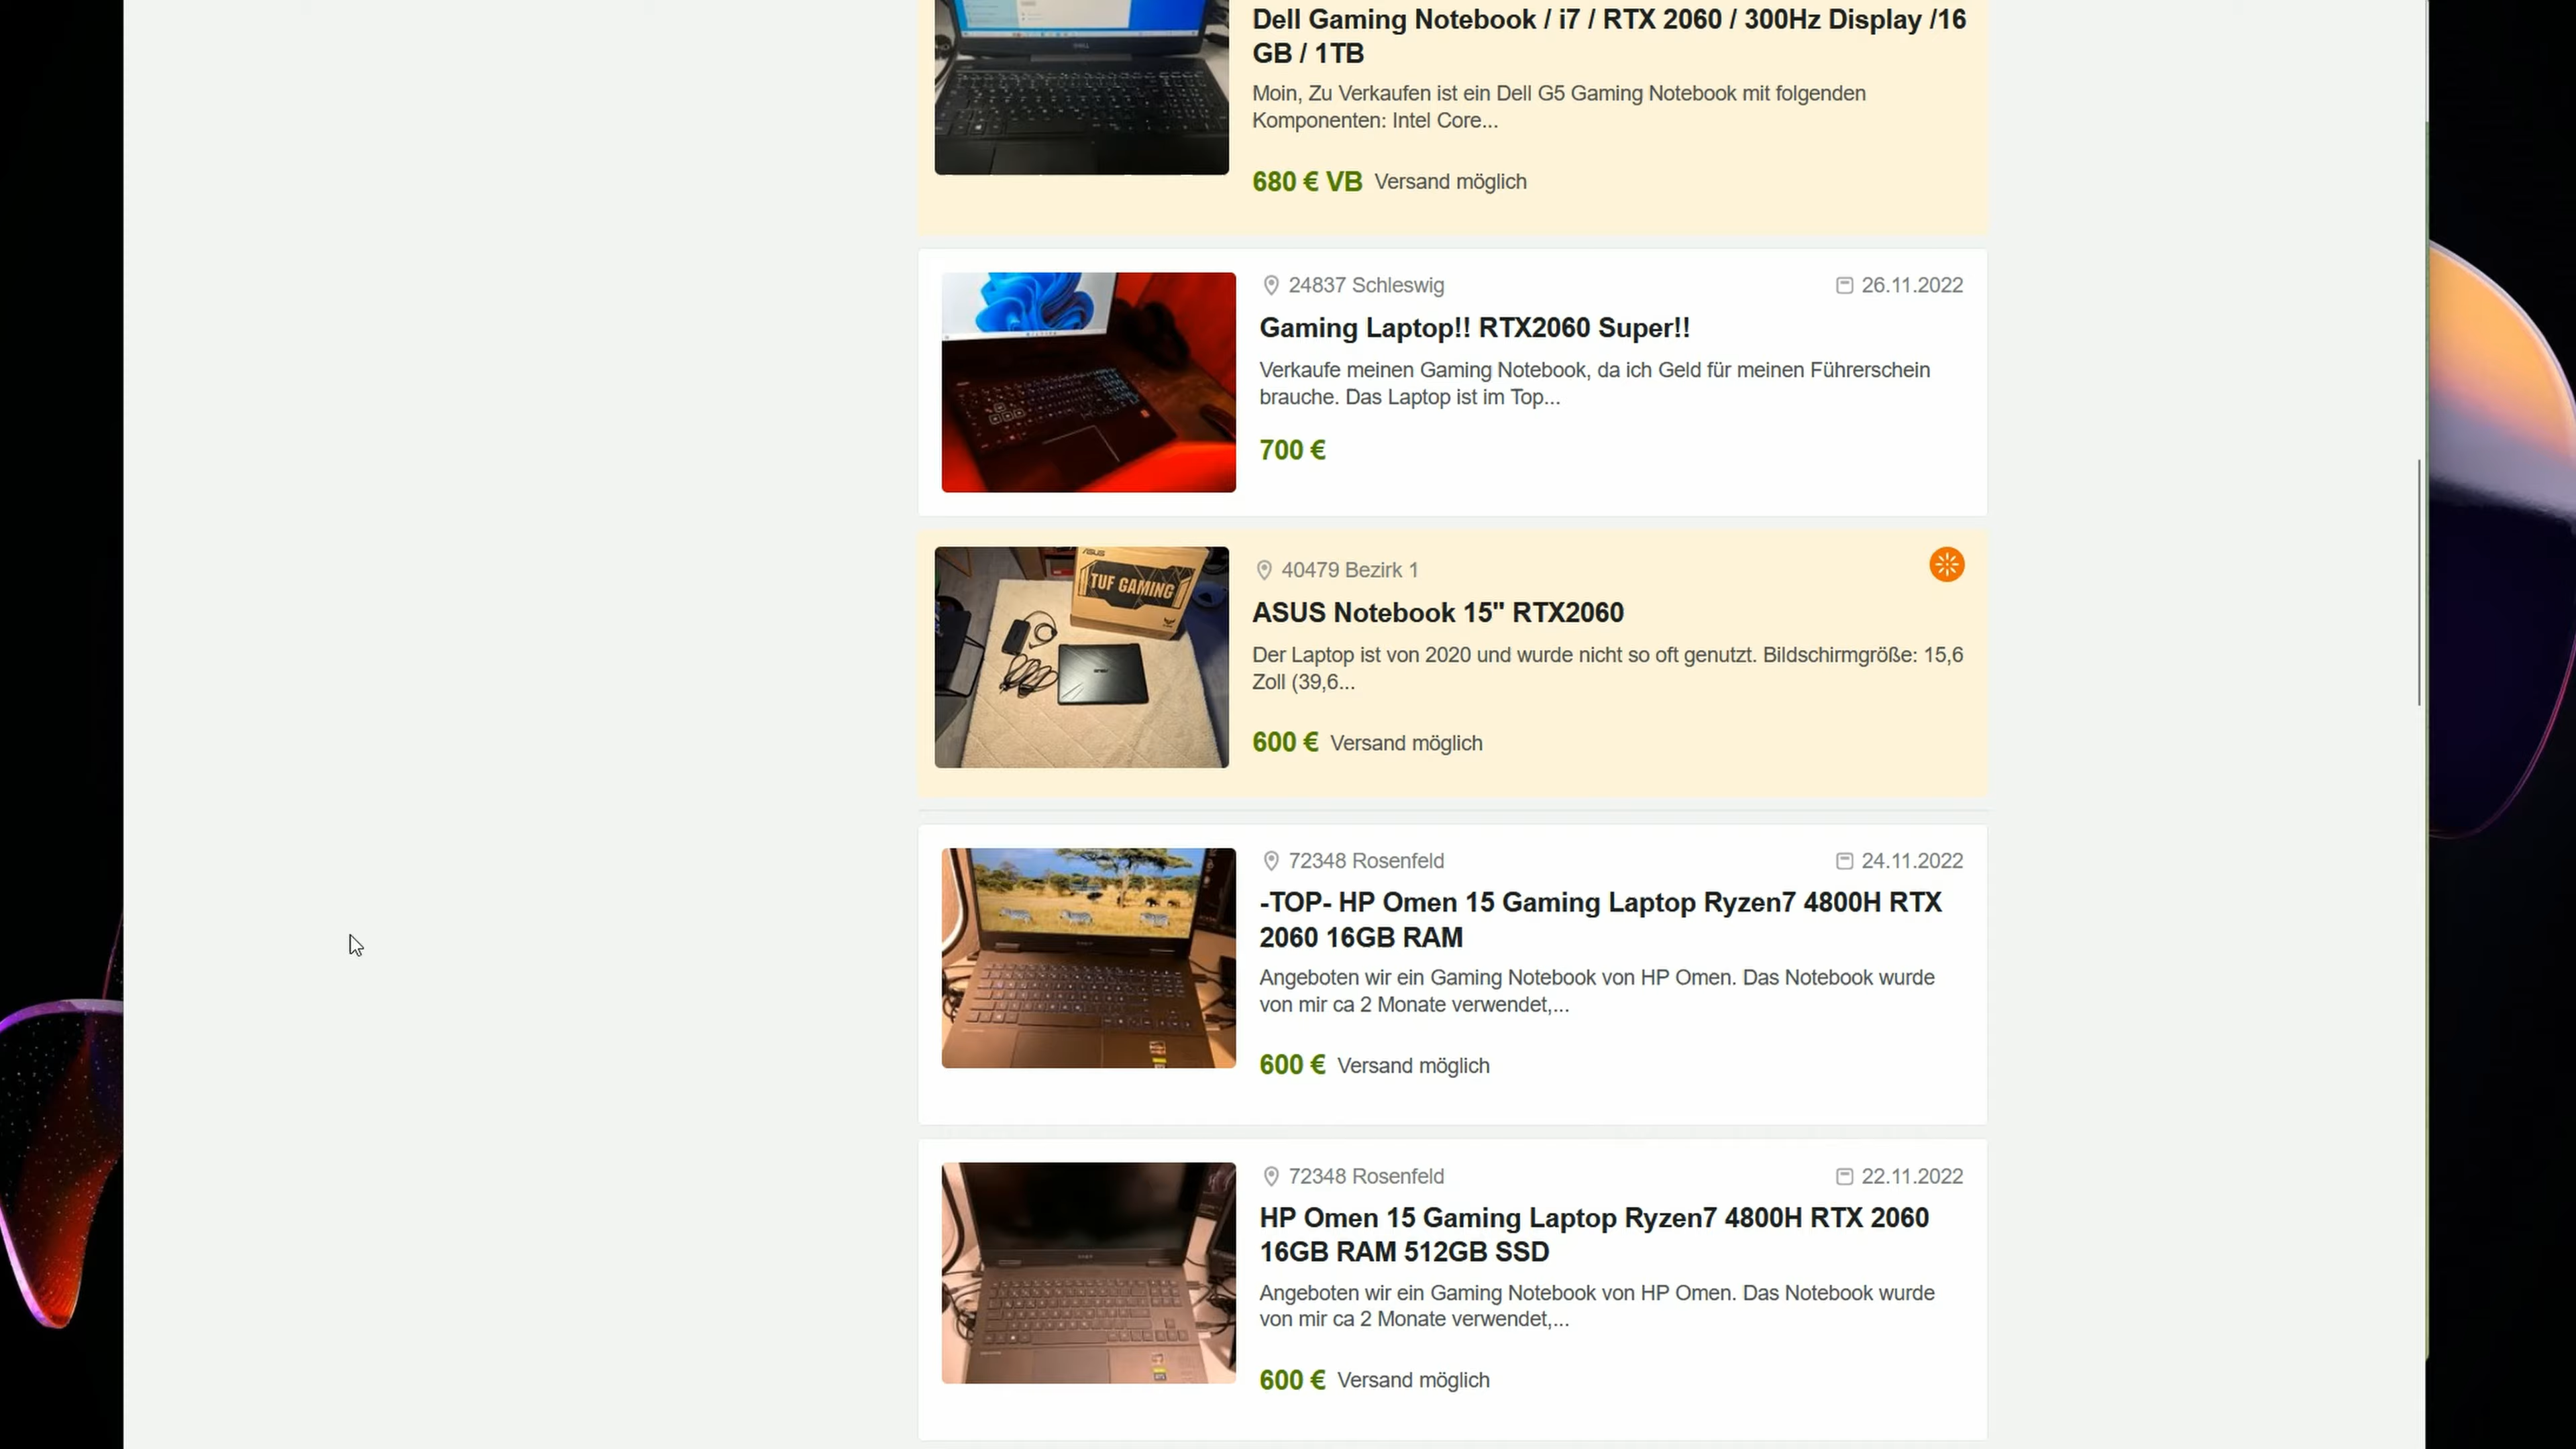 Dell Gaming Notebook / i7 / RTX 2060 / 300Hz Display /16
GB / 1TB
Moin, Zu Verkaufen ist ein Dell G5 Gaming Notebook mit folgenden
Komponenten: Intel Core...
680 € VB Versand möglich
24837 Schleswig
26.11.2022
Gaming Laptop!! RTX2060 Super!!
Verkaufe meinen Gaming Notebook, da ich Geld für meinen Führerschein
brauche. Das Laptop ist im Top...
700 €
ASUS
TUF GAMING
40479 Bezirk 1
ASUS Notebook 15" RTX2060
Der Laptop ist von 2020 und wurde nicht so oft genutzt. Bildschirmgröße: 15,6
Zoll (39,6...
600 € Versand möglich
72348 Rosenfeld
24.11.2022
-TOP- HP Omen 15 Gaming Laptop Ryzen7 4800H RTX
2060 16GB RAM
Angeboten wir ein Gaming Notebook von HP Omen. Das Notebook wurde
von mir ca 2 Monate verwendet,...
600 € Versand möglich
72348 Rosenfeld
22.11.2022
HP Omen 15 Gaming Laptop Ryzen7 4800H RTX 2060
16GB RAM 512GB SSD
Angeboten wir ein Gaming Notebook von HP Omen. Das Notebook wurde
von mir ca 2 Monate verwendet,...
600 € Versand möglich